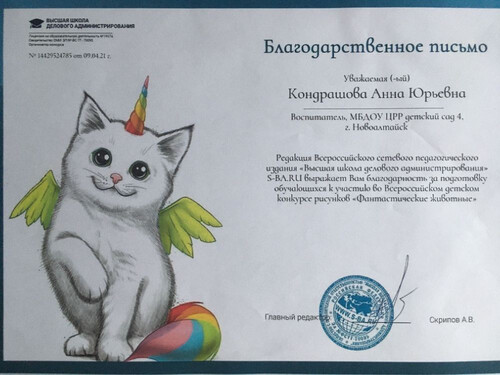 ВЫСШАЯ ШКОЛА
ДЕЛОВОГО АДМИНИСТРИРОВАНИЯ
№ 14429524785 от 09.04.21 г.
Благодарственное письмо
Уважаемая (-ый)
Кондрашова Анна Юрьевна
Воспитатель, МБДОУ ЦРР детский сад 4,
г. Новоалтайск
Редакция Всероссийского сетевого педагогического
издания «Высшая школа делового администрирования»
S-BA.RU выражает Вам благодарность за подготовку
обучающихся к участию во Всероссийском детском
конкурсе рисунков «Фантастические животные»
Главный редактор
Скрипов А.В.